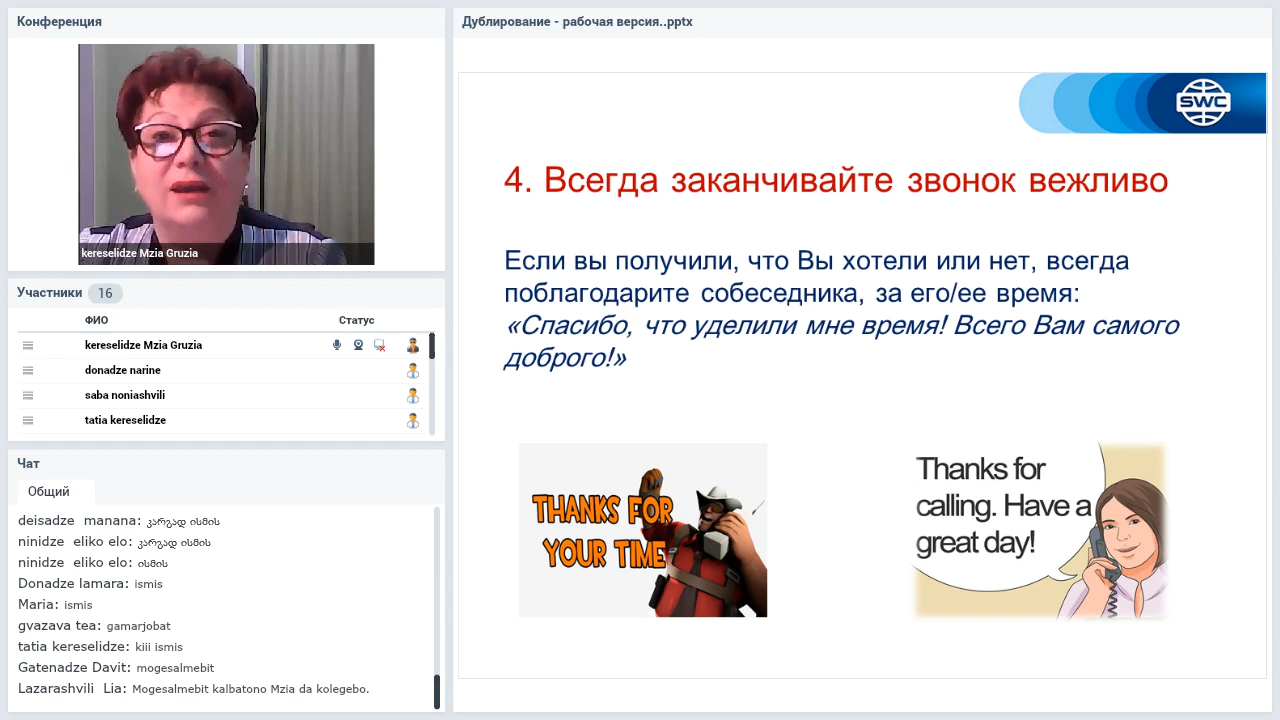 Конференция
kereselidze Mzia Gruzia
Участники 16
ФИО Статус
kereselidze Mzia Gruzia
donadze narine
saba noniashvili
tatia kereselidze
Чат
Общий
deisadze manana: კარგად ისმის
ninidze eliko elo: კარგად ისმის
ninidze eliko elo: ისმის
Donadze lamara: ismis
Maria: ismis
gvazava tea: gamarjobat
tatia kereselidze: kiii ismis
Gatenadze Davit: mogesalmebit
Lazarashvili Lia: Mogesalmebit kalbatono Mzia da kolegebo.
Дублирование - рабочая версия..pptx
SWC
4. Всегда заканчивайте звонок вежливо
Если вы получили, что Вы хотели или нет, всегда
поблагодарите собеседника, за его/ее время:
«Спасибо, что уделили мне время! Всего Вам самого
доброго!»
THANKS FOR
YOUR TIME
Thanks for
calling. Have a
great day!